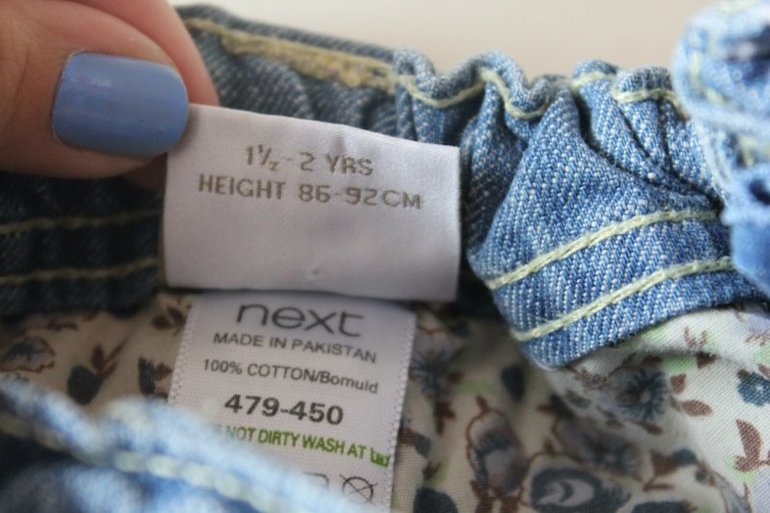 1½-2 YRS
HEIGHT 86-92CM
next
MADE IN PAKISTAN
100% COTTON/Bomuld
479-450
NOT DIRTY WASH AT